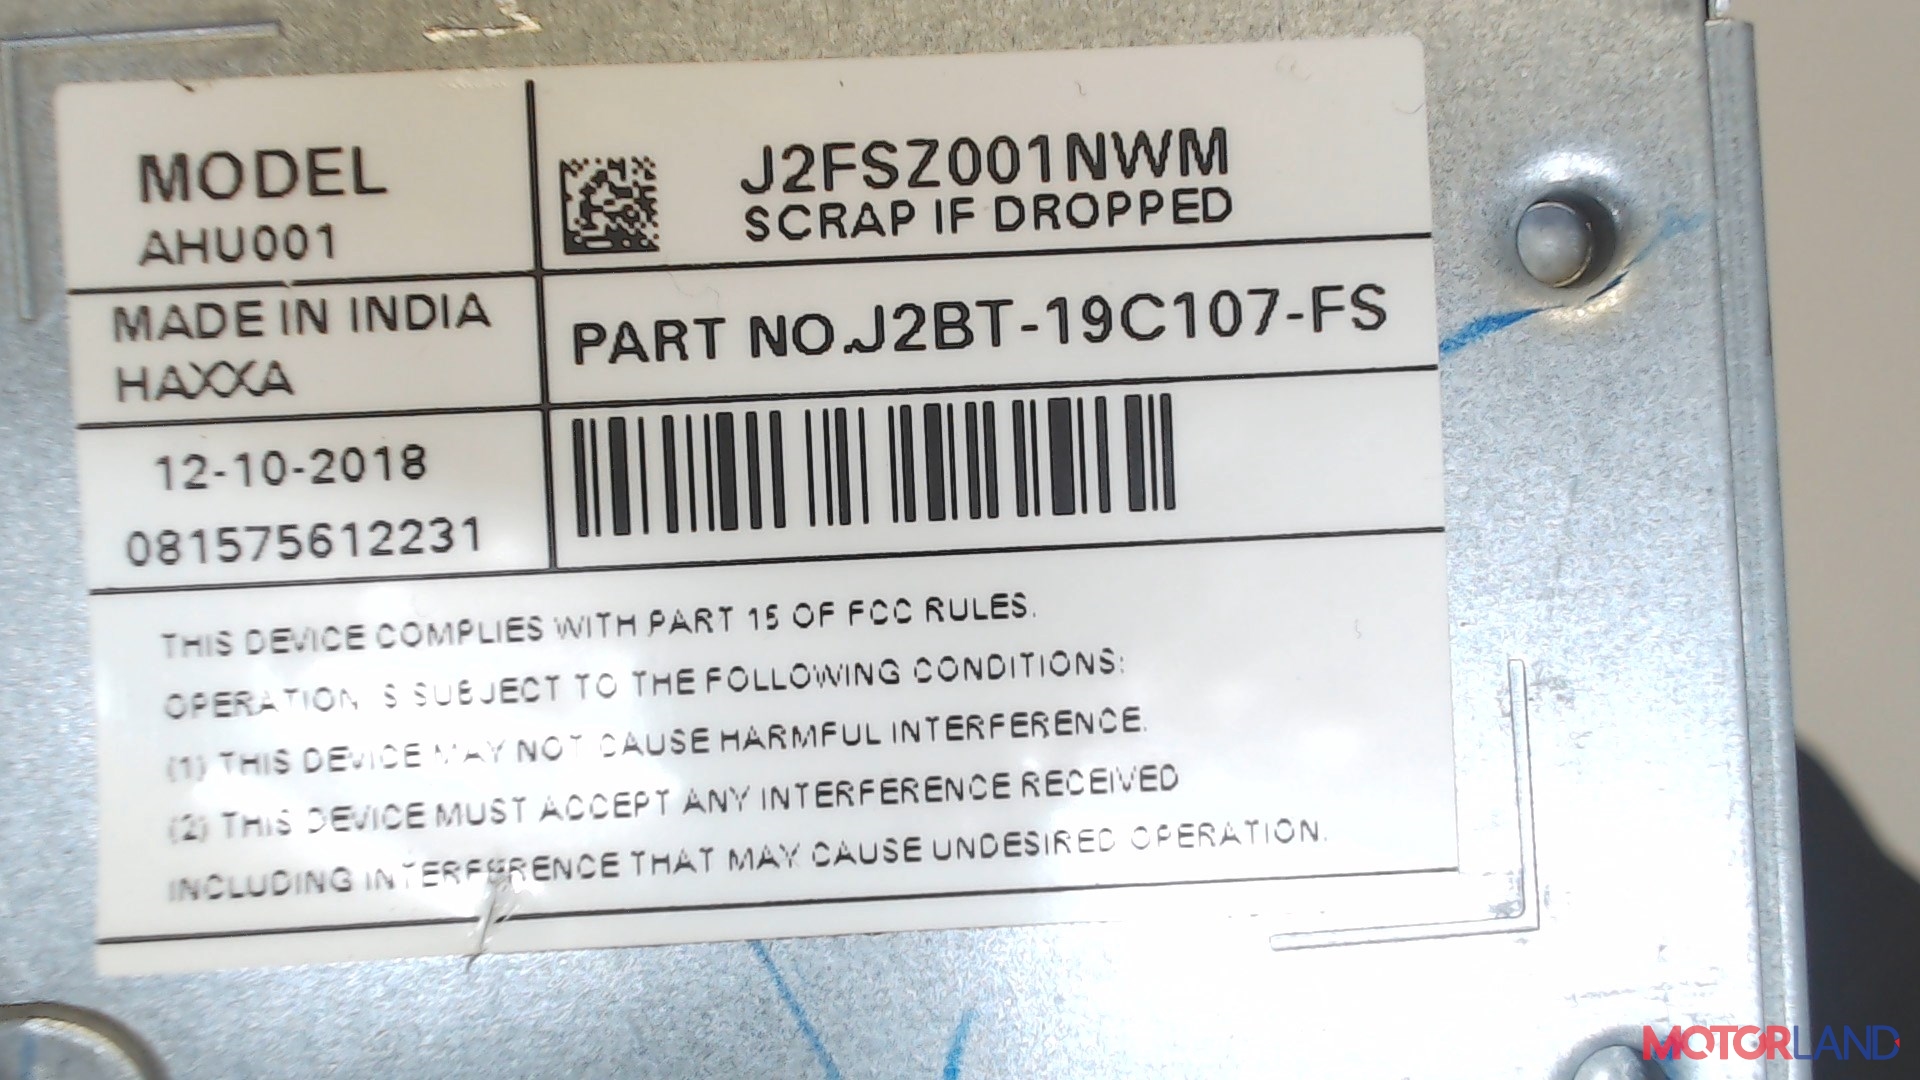 MODEL
AHU001
J2FSZ001NWM
SCRAP IF DROPPED
MADE IN INDIA
HAXXA
PART NO.J2BT-19C107-FS
12-10-2018
081575612231
THIS DEVICE COMPLIES WITH PART 15 OF FCC RULES.
OPERATION IS SUBJECT TO THE FOLLOWING CONDITIONS:
(1) THIS DEVICE MAY NOT CAUSE HARMFUL INTERFERENCE.
(2) THIS DEVICE MUST ACCEPT ANY INTERFERENCE RECEIVED
INCLUDING INTERFERENCE THAT MAY CAUSE UNDESIRED OPERATION.
MOTORLAND